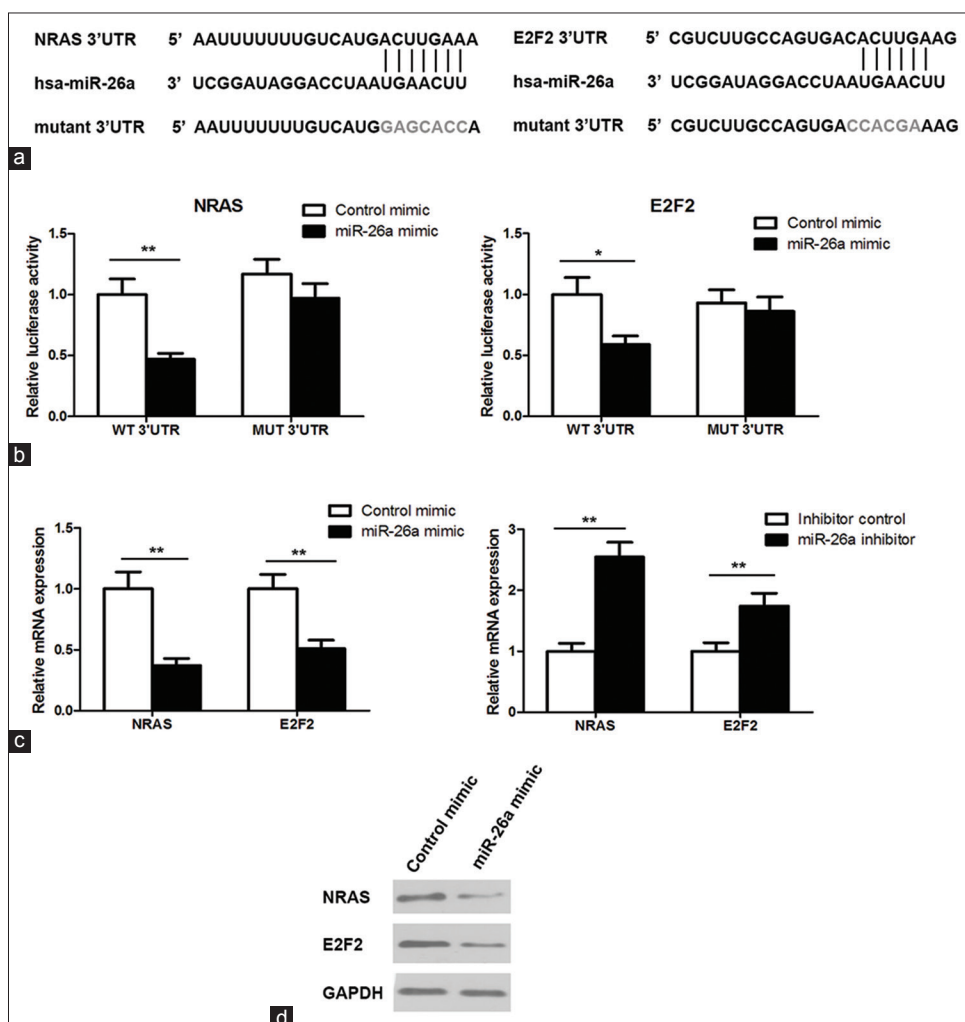 NRAS 3'UTR 5' AAUUUUUUUGUCAUGACUUGAAA
hsa-miR-26a 3' UCGGAUAGGACCUAAUGAACUU
mutant 3'UTR 5' AAUUUUUUUGUCAUGGAGCACCA
E2F2 3'UTR 5' CGUCUUGCCAGUGACACUUGAAG
hsa-miR-26a 3' UCGGAUAGGACCUAAUGAACUU
mutant 3'UTR 5' CGUCUUGCCAGUGACCACGAAAG
a
NRAS
Control mimic
miR-26a mimic
Relative luciferase activity
1.5
1.0
0.5
0.0
**
WT 3'UTR
MUT 3'UTR
E2F2
Control mimic
miR-26a mimic
Relative luciferase activity
1.5
1.0
0.5
0.0
*
WT 3'UTR
MUT 3'UTR
b
Control mimic
miR-26a mimic
Relative mRNA expression
1.5
1.0
0.5
0.0
**
**
NRAS
E2F2
Inhibitor control
miR-26a inhibitor
Relative mRNA expression
3
2
1
0
**
**
NRAS
E2F2
c
Control mimic
miR-26a mimic
NRAS
E2F2
GAPDH
d